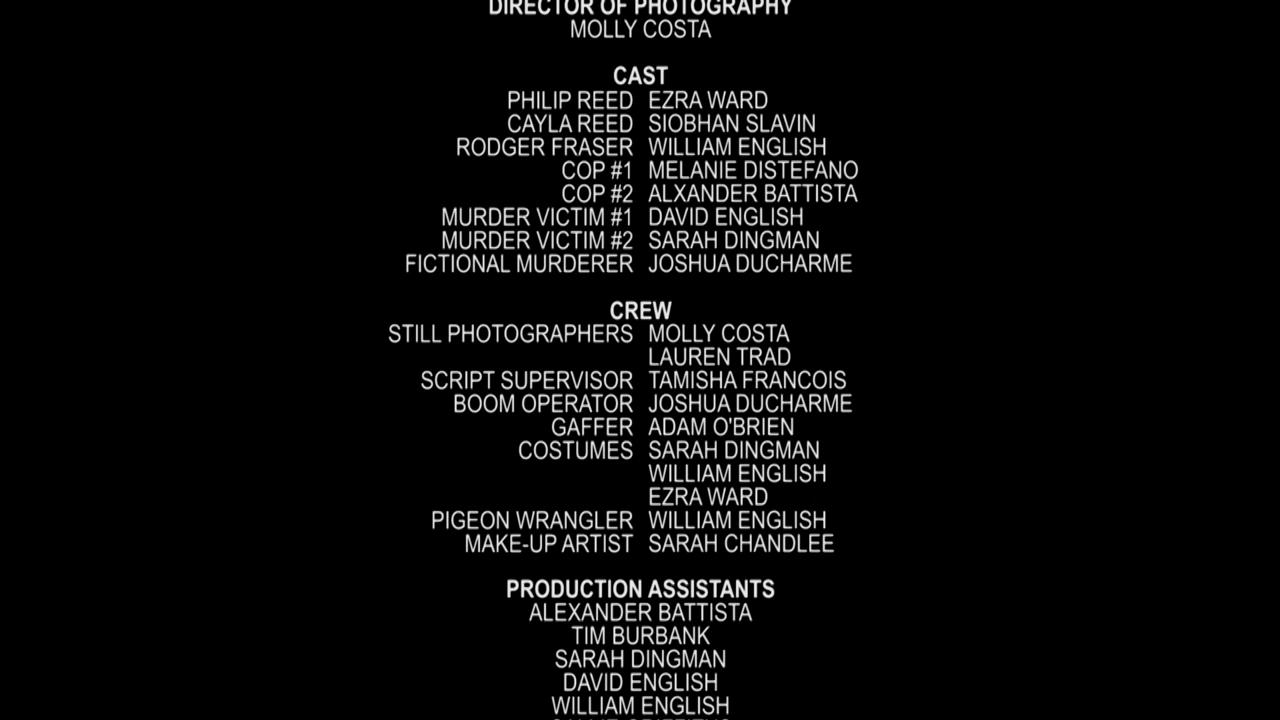 DIRECTOR OF PHOTOGRAPHY
MOLLY COSTA
CAST
PHILIP REED EZRA WARD
CAYLA REED SIOBHAN SLAVIN
RODGER FRASER WILLIAM ENGLISH
COP #1 MELANIE DISTEFANO
COP #2 ALXANDER BATTISTA
MURDER VICTIM #1 DAVID ENGLISH
MURDER VICTIM #2 SARAH DINGMAN
FICTIONAL MURDERER JOSHUA DUCHARME
CREW
STILL PHOTOGRAPHERS MOLLY COSTA
LAUREN TRAD
SCRIPT SUPERVISOR TAMISHA FRANCOIS
BOOM OPERATOR JOSHUA DUCHARME
GAFFER ADAM O'BRIEN
COSTUMES SARAH DINGMAN
WILLIAM ENGLISH
EZRA WARD
PIGEON WRANGLER WILLIAM ENGLISH
MAKE-UP ARTIST SARAH CHANDLEE
PRODUCTION ASSISTANTS
ALEXANDER BATTISTA
TIM BURBANK
SARAH DINGMAN
DAVID ENGLISH
WILLIAM ENGLISH